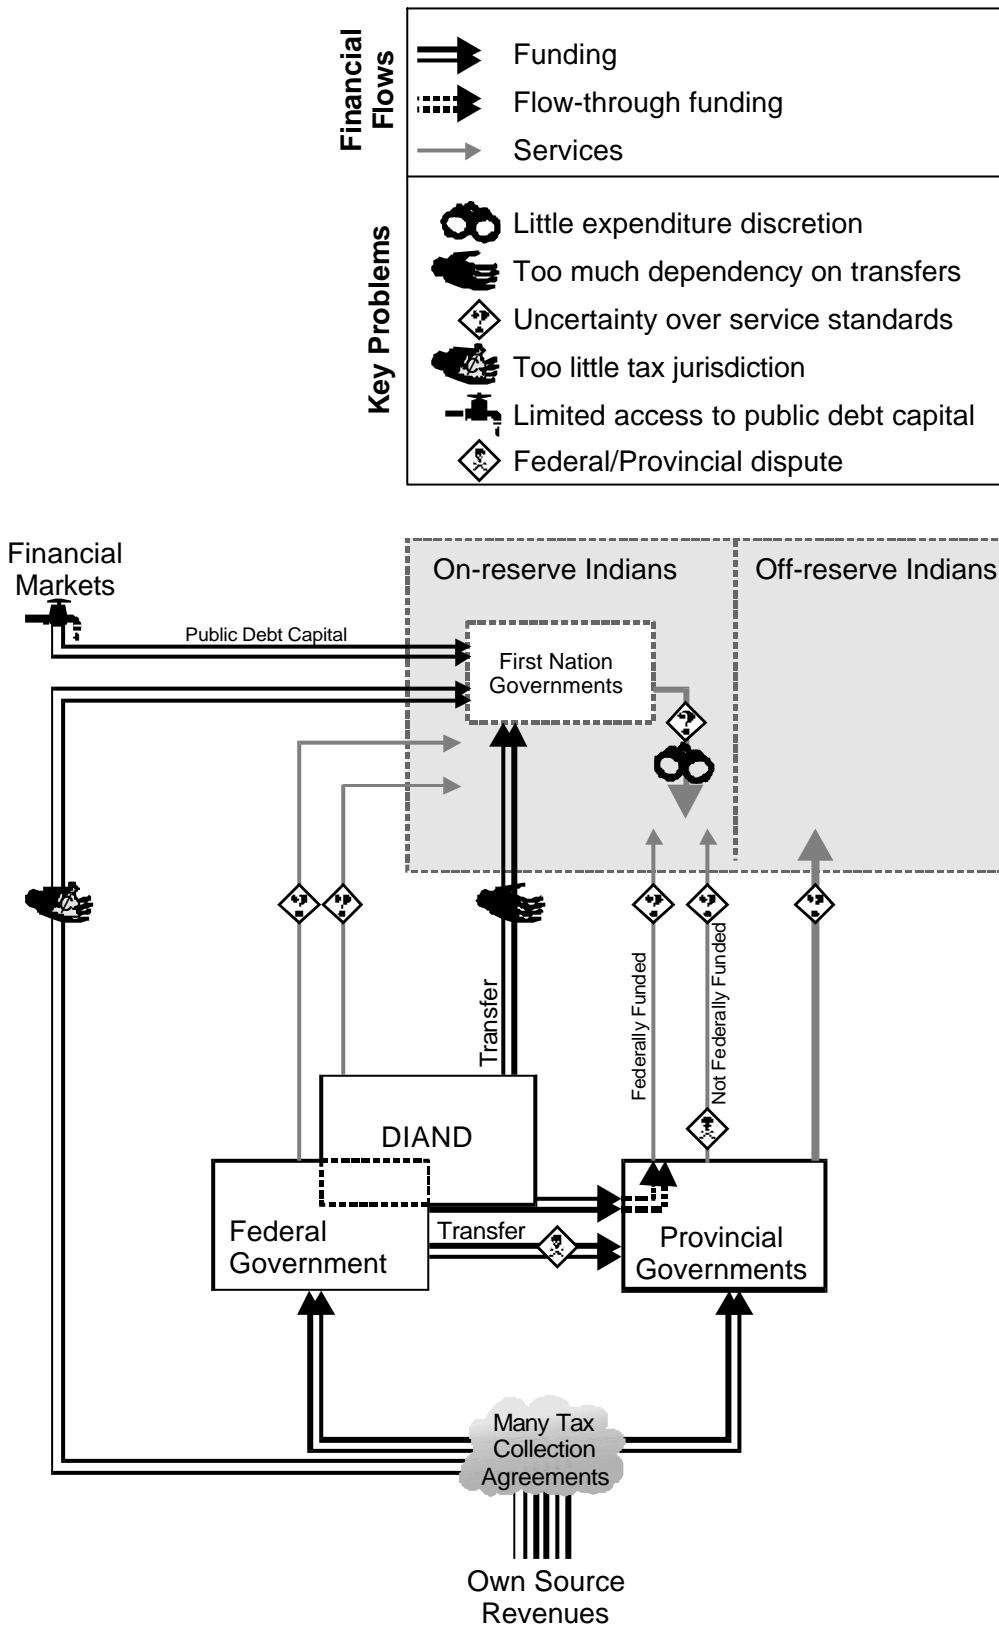 Financial
Flows
Funding
Flow-through funding
Services
Key Problems
Little expenditure discretion
Too much dependency on transfers
Uncertainty over service standards
Too little tax jurisdiction
Limited access to public debt capital
Federal/Provincial dispute
Financial
Markets
On-reserve Indians
Off-reserve Indians
Public Debt Capital
First Nation
Governments
Transfer
Federally Funded
Not Federally Funded
DIAND
Federal
Government
Transfer
Provincial
Governments
Many Tax
Collection
Agreements
Own Source
Revenues